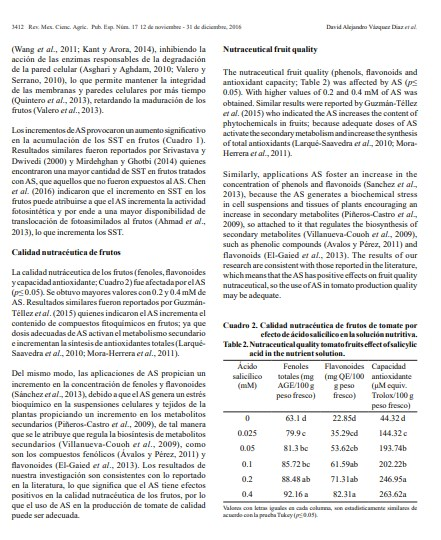 3418 Rev. Mex. Cienc. Agríc. Pub. Esp. Núm. 17 12 de noviembre - 31 de diciembre, 2016
David Alejandro Vázquez Díaz et al.
(Wang et al., 2011; Kant y Arora, 2014), inhibiendo la
acción de las enzimas responsables de la degradación
de la pared celular (Asghari y Aghdam, 2010; Valero y
Serrano, 2010), lo que permite mantener la integridad
de las membranas y paredes celulares por más tiempo
(Quintero et al., 2013), retardando la maduración de los
frutos (Valero et al., 2013).
Los incrementos de AS provocaron un aumento significativo
en la acumulación de los SST en frutos (Cuadro 1).
Resultados similares fueron reportados por Srivastava y
Dwivedi (2000) y Mirdehghan y Ghotbi (2014) quienes
encontraron una mayor cantidad de SST en frutos tratados
con AS, que aquellos que no fueron expuestos al AS. Chen
et al. (2016) indicaron que el incremento en SST en los
frutos puede atribuirse a que el AS incrementa la actividad
fotosintética y por ende a una mayor disponibilidad de
translocación de fotoasimilados al frutos (Ahmad et al.,
2013), lo que incrementa los SST.
Calidad nutracéutica de frutos
La calidad nutráceutica de los frutos (fenoles, flavonoides
y capacidad antioxidante; Cuadro 2) fue afectada por el AS
(p≤ 0.05). Se obtuvo mayores valores con 0.2 y 0.4 mM de
AS. Resultados similares fueron reportados por Guzmán-
Téllez et al. (2015) quienes indicaron el AS incrementa el
contenido de compuestos fitoquímicos en frutos; ya que
dosis adecuadas de AS activan el metabolismo secundario
e incrementan la síntesis de antioxidantes totales (Larqué-
Saavedra et al., 2010; Mora-Herrera et al., 2011).
Del mismo modo, las aplicaciones de AS propician un
incremento en la concentración de fenoles y flavonoides
(Sánchez et al., 2013), debido a que el AS genera un estrés
bioquímico en las suspensiones celulares y tejidos de la
plantas propiciando un incremento en los metabolitos
secundarios (Piñeros-Castro et al., 2009), de tal manera
que se le atribuye que regula la biosíntesis de metabolitos
secundarios (Villanueva-Couoh et al., 2009), como
son los compuestos fenólicos (Ávalos y Pérez, 2011) y
flavonoides (El-Gaied et al., 2013). Los resultados de
nuestra investigación son consistentes con lo reportado
en la literatura, lo que significa que el AS tiene efectos
positivos en la calidad nutracéutica de los frutos, por lo
que el uso de AS en la producción de tomate de calidad
puede ser adecuada.
Nutraceutical fruit quality
The nutraceutical fruit quality (phenols, flavonoids and
antioxidant capacity; Table 2) was affected by AS (p≤
0.05). With higher values of 0.2 and 0.4 mM of AS was
obtained. Similar results were reported by Guzmán-Téllez
et al. (2015) who indicated the AS increases the content of
phytochemicals in fruits; because adequate doses of AS
activate the secondary metabolism and increase the synthesis
of total antioxidants (Larqué-Saavedra et al., 2010; Mora-
Herrera et al., 2011).
Similarly, applications AS foster an increase in the
concentration of phenols and flavonoids (Sanchez et al.,
2013), because the AS generates a biochemical stress
in cell suspensions and tissues of plants encouraging an
increase in secondary metabolites (Piñeros-Castro et al.,
2009), so attached to it that regulates the biosynthesis of
secondary metabolites (Villanueva-Couoh et al., 2009),
such as phenolic compounds (Avalos y Pérez, 2011) and
flavonoids (El-Gaied et al., 2013). The results of our
research are consistent with those reported in the literature,
which means that the AS has positive effects on fruit quality
nutraceutical, so the use of AS in tomato production quality
may be adequate.
Cuadro 2. Calidad nutracéutica de frutos de tomate por
efecto de ácido salicílico en la solución nutritiva.
Table 2. Nutraceutical quality tomato fruits effect of salicylic
acid in the nutrient solution.
Ácido Fenoles Flavonoides Capacidad
salicílico totales (mg (mg QE/100 antioxidante
(mM) AGE/100 g g peso (μM equiv.
peso fresco) fresco) Trolox/100 g
peso fresco)
0 63.1 d 22.85d 44.32 d
0.025 79.9 c 35.29cd 144.32 c
0.05 81.3 bc 53.62cb 193.74b
0.1 85.72 bc 61.59ab 202.22b
0.2 88.48 ab 71.31ab 246.95a
0.4 92.16 a 82.31a 263.62a
Valores con letras iguales en cada columna, son estadísticamente similares de
acuerdo con la prueba Tukey (p≤ 0.05).